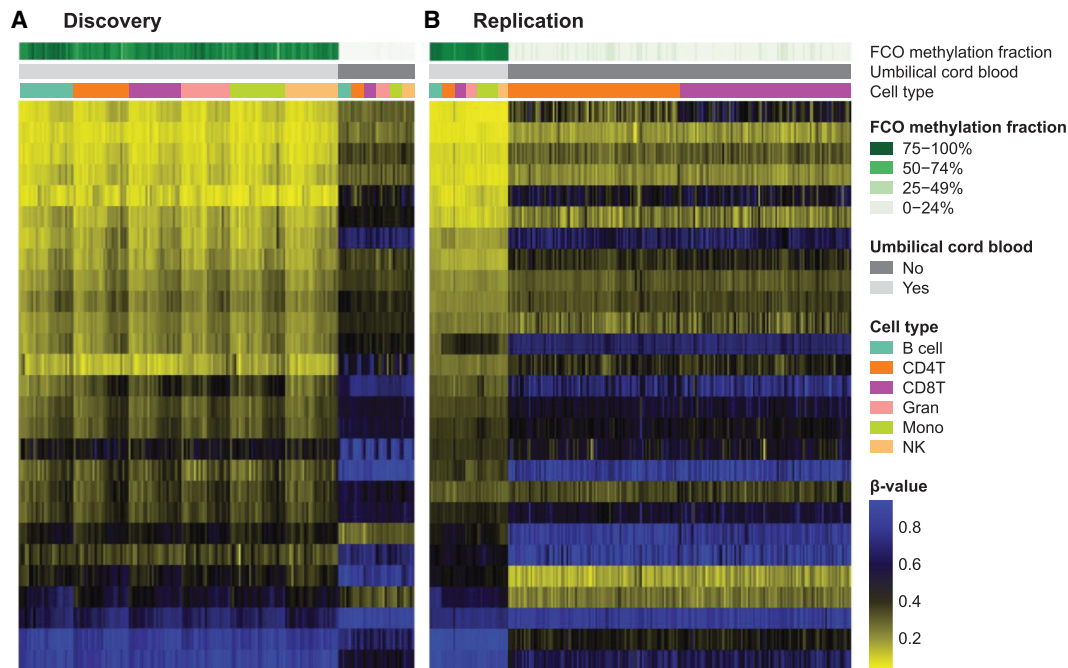 A Discovery
B Replication
FCO methylation fraction
Umbilical cord blood
Cell type
FCO methylation fraction
75−100%
50−74%
25−49%
0−24%
Umbilical cord blood
No
Yes
Cell type
B cell
CD4T
CD8T
Gran
Mono
NK
β-value
0.8
0.6
0.4
0.2